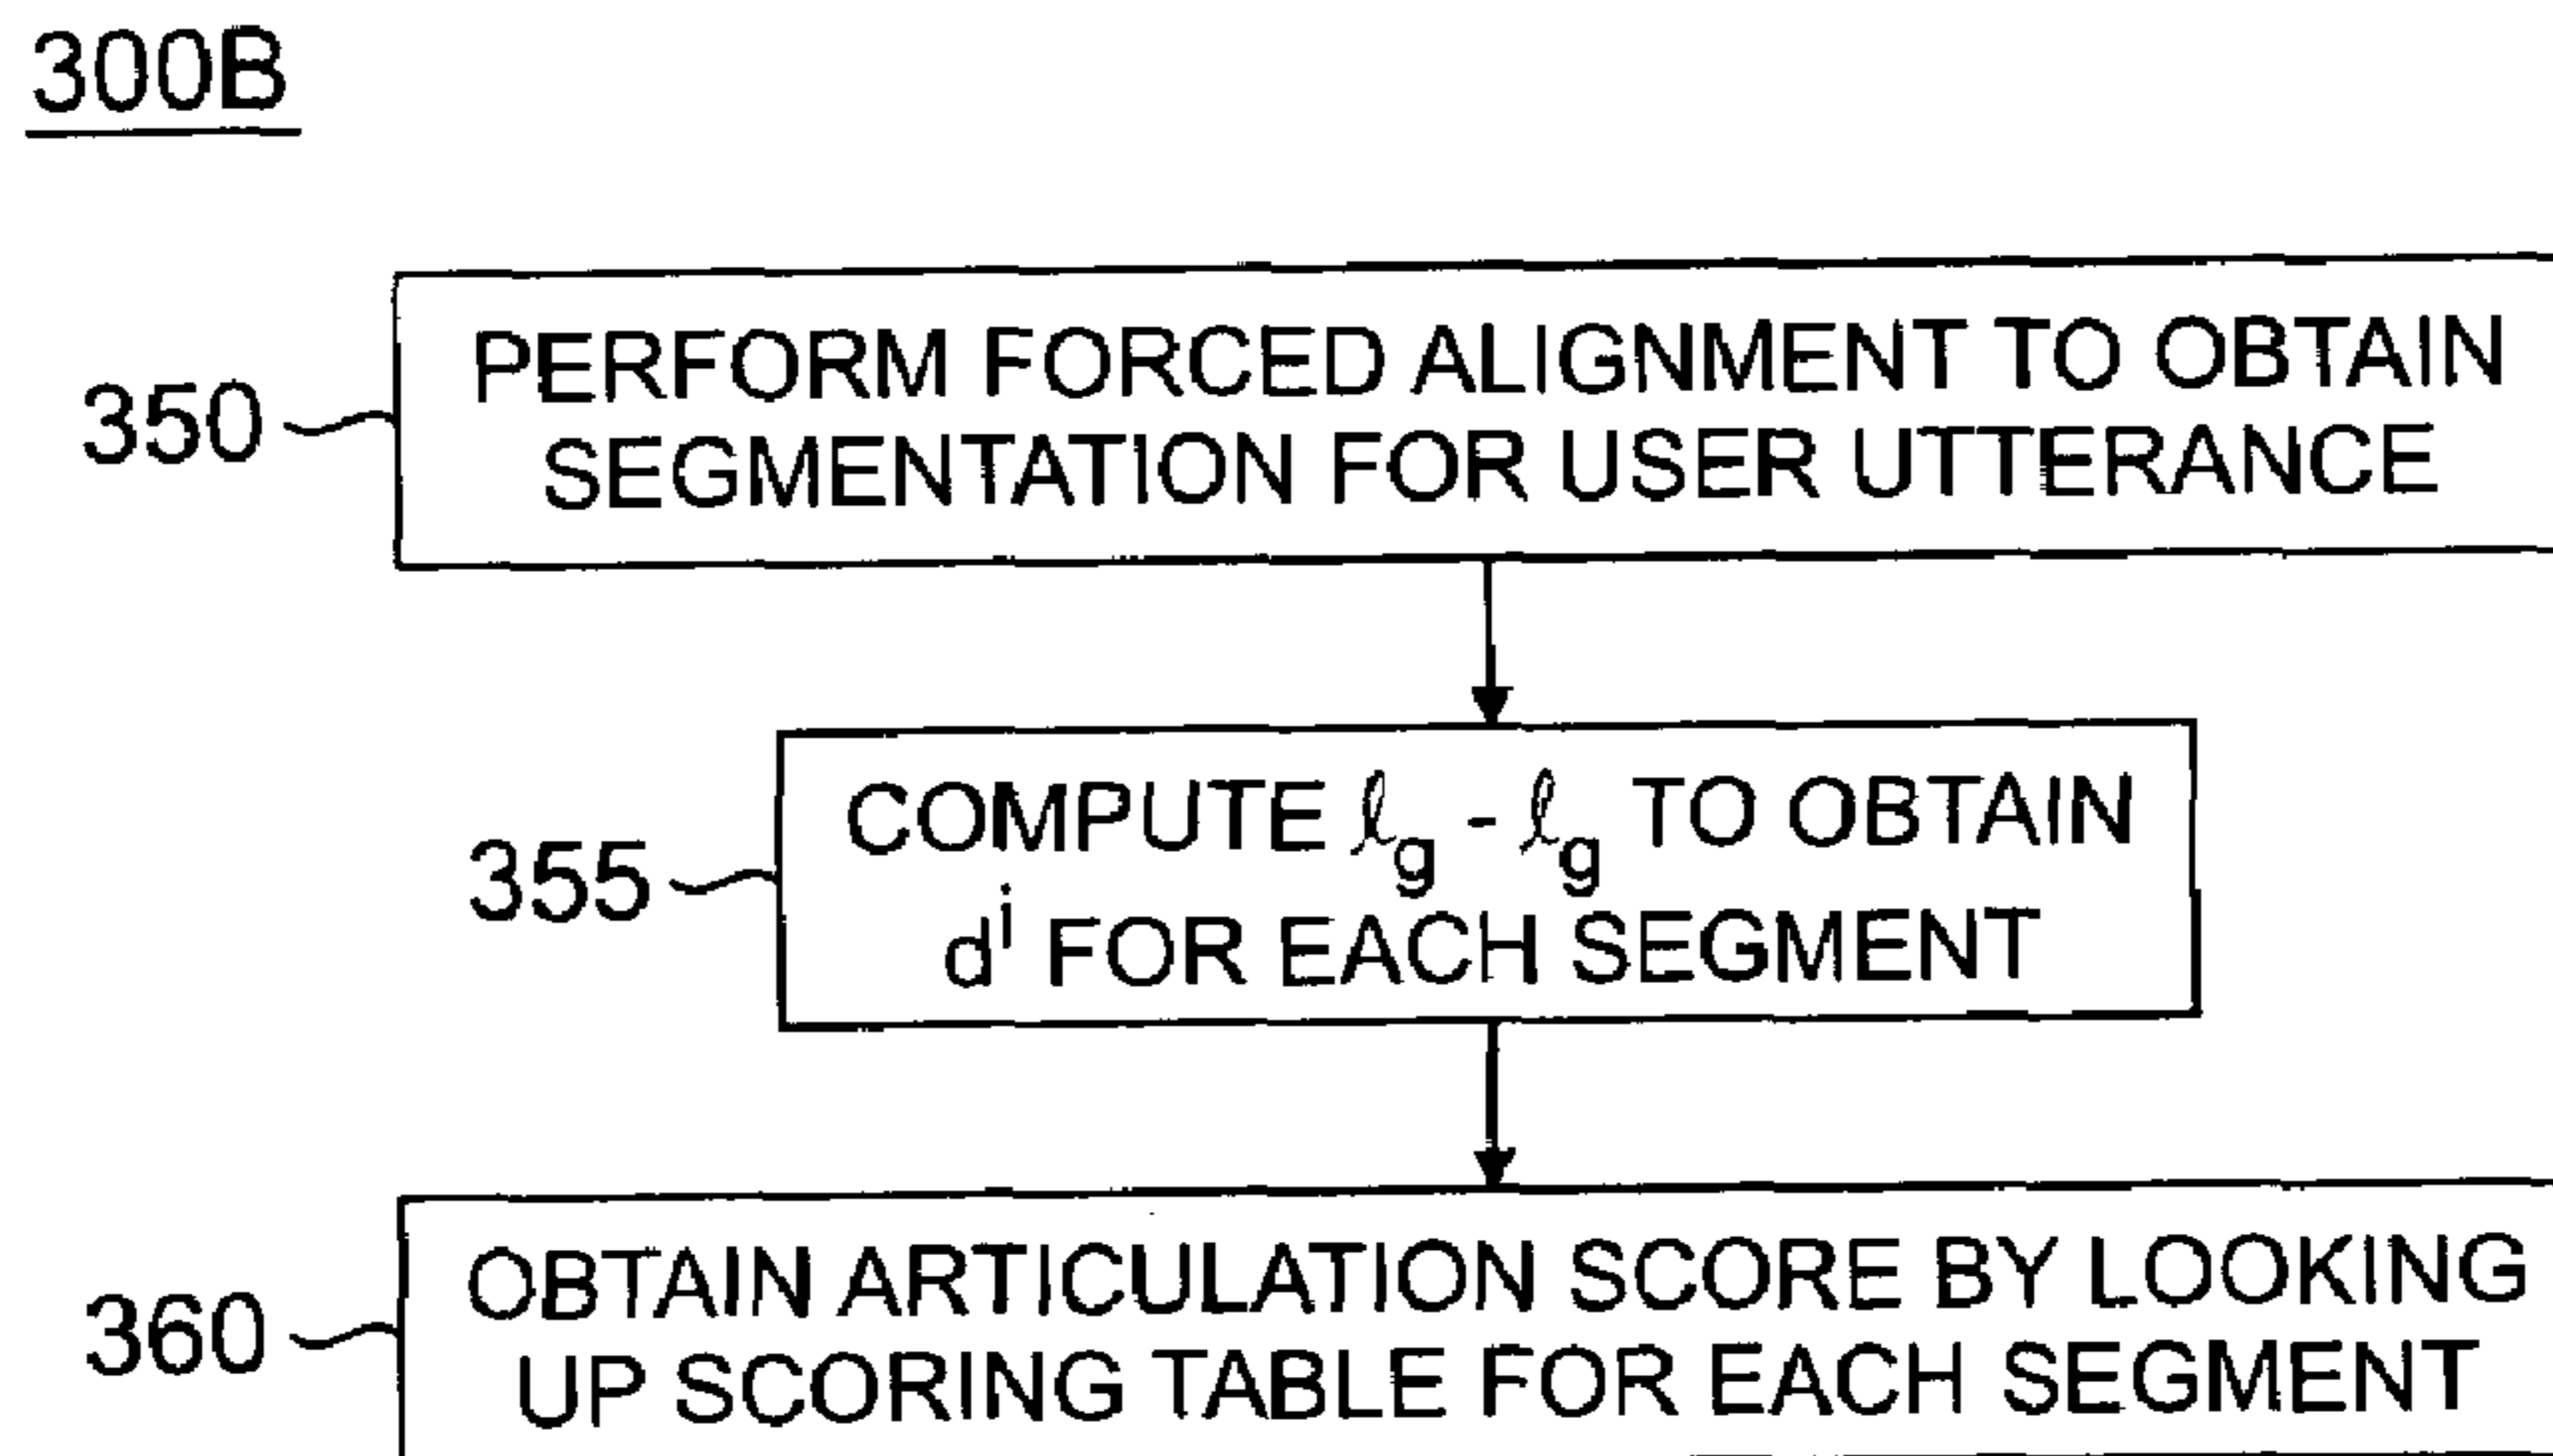 300B
350
PERFORM FORCED ALIGNMENT TO OBTAIN
SEGMENTATION FOR USER UTTERANCE
355
COMPUTE ℓg - ℓg TO OBTAIN
dⁱ FOR EACH SEGMENT
360
OBTAIN ARTICULATION SCORE BY LOOKING
UP SCORING TABLE FOR EACH SEGMENT